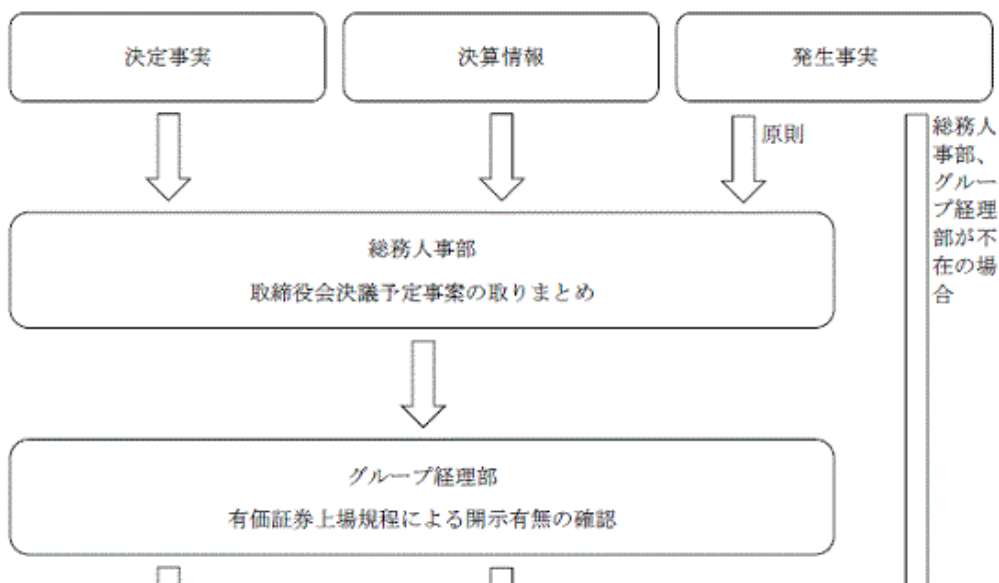 決定事実
決算情報
発生事実
原則
総務人
事部、
グルー
プ経理
部が不
在の場
合
総務人事部
取締役会決議予定事案の取りまとめ
グループ経理部
有価証券上場規程による開示有無の確認